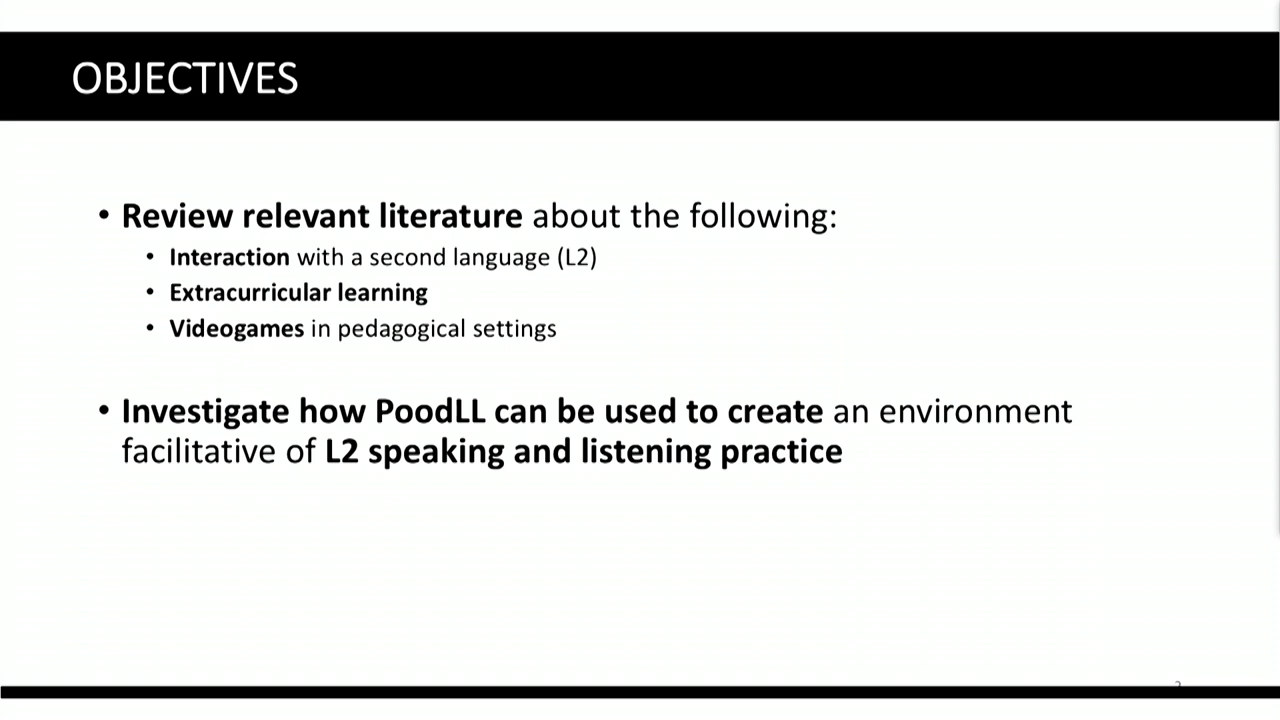 OBJECTIVES
• Review relevant literature about the following:
• Interaction with a second language (L2)
• Extracurricular learning
• Videogames in pedagogical settings
• Investigate how PoodLL can be used to create an environment
facilitative of L2 speaking and listening practice